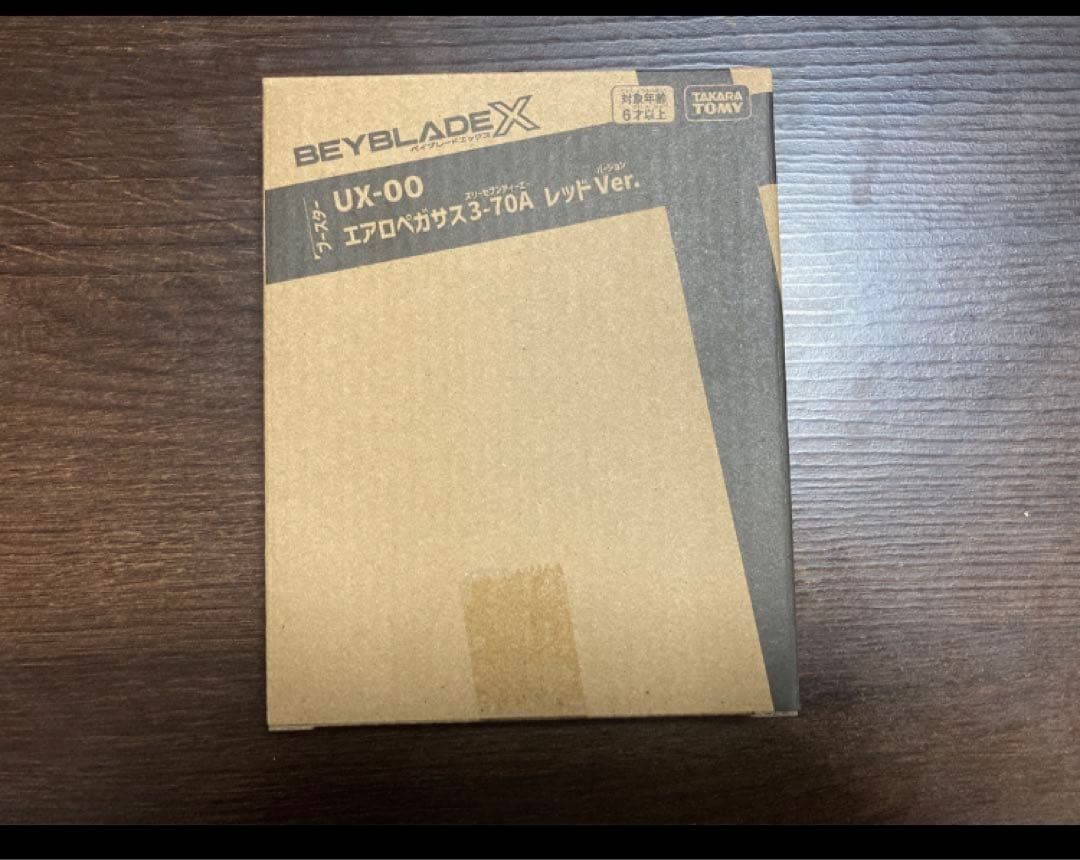 BEYBLADE X
ベイブレードエックス
対象年齢
6才以上
TAKARA
TOMY
ブースター
UX-00
スリーセブンティーエー
バージョン
エアロペガサス3-70A レッドVer.